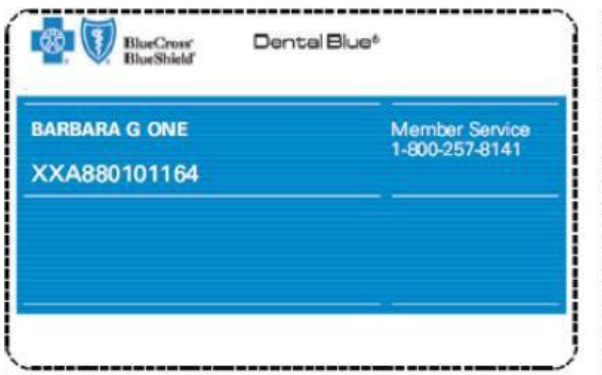 BlueCross®
BlueShield®
Dental Blue®
BARBARA G ONE
Member Service
1-800-257-8141
XXA880101164